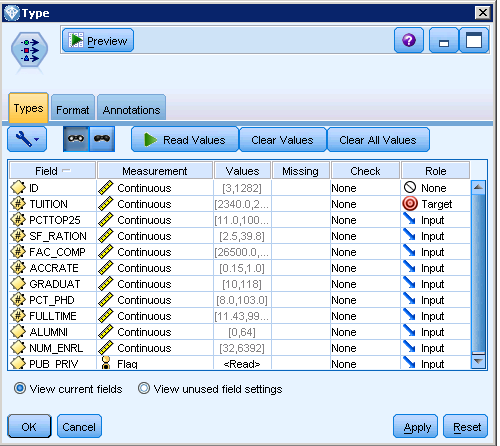 Type
Preview
?
Types Format Annotations
Read Values Clear Values Clear All Values
Field Measurement Values Missing Check Role
ID Continuous [3,1282] None None
TUITION Continuous [2340.0,2... None Target
PCTTOP25 Continuous [11.0,100... None Input
SF_RATION Continuous [2.5,39.8] None Input
FAC_COMP Continuous [26500.0,... None Input
ACCRATE Continuous [0.15,1.0] None Input
GRADUAT Continuous [10,118] None Input
PCT_PHD Continuous [8.0,103.0] None Input
FULLTIME Continuous [11.43,99... None Input
ALUMNI Continuous [0,64] None Input
NUM_ENRL Continuous [32,6392] None Input
PUB_PRIV Flag <Read> None Input
View current fields View unused field settings
OK Cancel Apply Reset